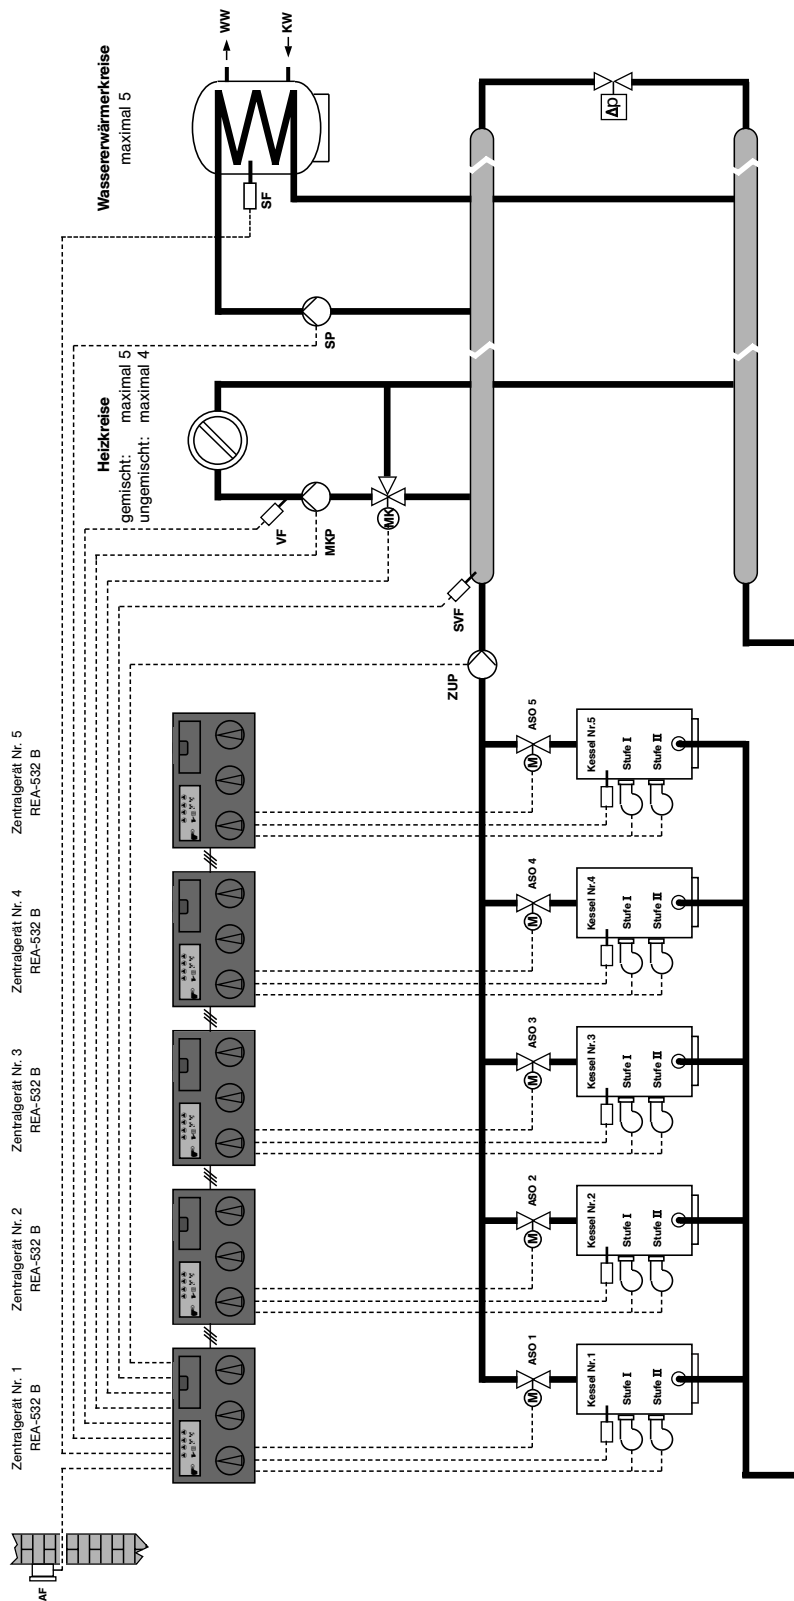 AF
Zentralgerät Nr. 1
REA-532 B
Zentralgerät Nr. 2
REA-532 B
Zentralgerät Nr. 3
REA-532 B
Zentralgerät Nr. 4
REA-532 B
Zentralgerät Nr. 5
REA-532 B
Heizkreise
gemischt: maximal 5
ungemischt: maximal 4
Wassererwärmerkreise
maximal 5
WW
KW
SF
SP
VF
MKP
MK
SVF
ZUP
Δp
M
ASO 1
M
ASO 2
M
ASO 3
M
ASO 4
M
ASO 5
Kessel Nr.1
Stufe I
Stufe II
Kessel Nr.2
Stufe I
Stufe II
Kessel Nr.3
Stufe I
Stufe II
Kessel Nr.4
Stufe I
Stufe II
Kessel Nr.5
Stufe I
Stufe II